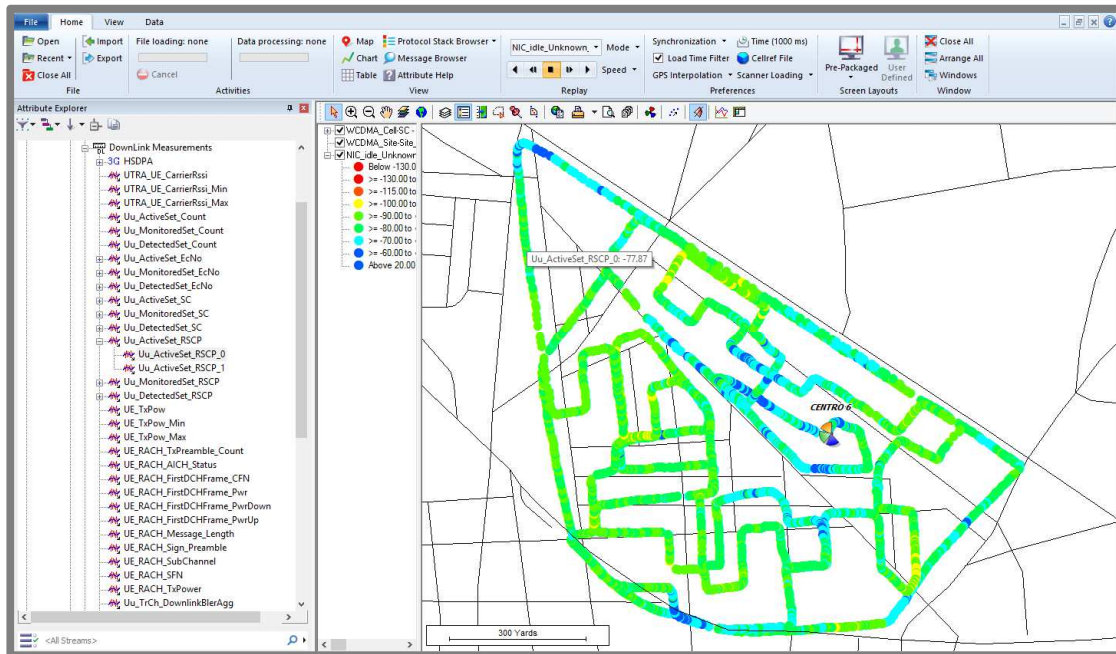 File Home View Data
Open Import File loading: none Data processing: none Map Protocol Stack Browser NIC_idle_Unknown, Mode Synchronization Time (1000 ms) Close All
Recent Export Chart Message Browser Load Time Filter Cellref File Pre-Packaged User Defined Arrange All
Close All Cancel Table Attribute Help Speed GPS Interpolation Scanner Loading Windows
File Activities View Replay Preferences Screen Layouts Window
Attribute Explorer
DownLink Measurements
3G HSDPA
UTRA_UE_CarrierRssi
UTRA_UE_CarrierRssi_Min
UTRA_UE_CarrierRssi_Max
Uu_ActiveSet_Count
Uu_MonitoredSet_Count
Uu_DetectedSet_Count
Uu_ActiveSet_EcNo
Uu_MonitoredSet_EcNo
Uu_DetectedSet_EcNo
Uu_ActiveSet_SC
Uu_MonitoredSet_SC
Uu_DetectedSet_SC
Uu_ActiveSet_RSCP
Uu_ActiveSet_RSCP_0
Uu_ActiveSet_RSCP_1
Uu_MonitoredSet_RSCP
Uu_DetectedSet_RSCP
UE_TxPow
UE_TxPow_Min
UE_TxPow_Max
UE_RACH_TxPreamble_Count
UE_RACH_AICH_Status
UE_RACH_FirstDCHFrame_CFN
UE_RACH_FirstDCHFrame_Pwr
UE_RACH_FirstDCHFrame_PwrDown
UE_RACH_FirstDCHFrame_PwrUp
UE_RACH_Message_Length
UE_RACH_Sign_Preamble
UE_RACH_SubChannel
UE_RACH_SFN
UE_RACH_TxPower
Uu_TrCh_DownlinkBlerAgg
<All Streams>
WCDMA_Cell-SC -
WCDMA_Site-Site_
NIC_idle_Unknown
Below -130.0
>= -130.00 to
>= -115.00 to
>= -100.00 to
>= -90.00 to
>= -80.00 to
>= -70.00 to
>= -60.00 to
Above 20.00
Uu_ActiveSet_RSCP_0: -77.87
CENTRO 6
300 Yards